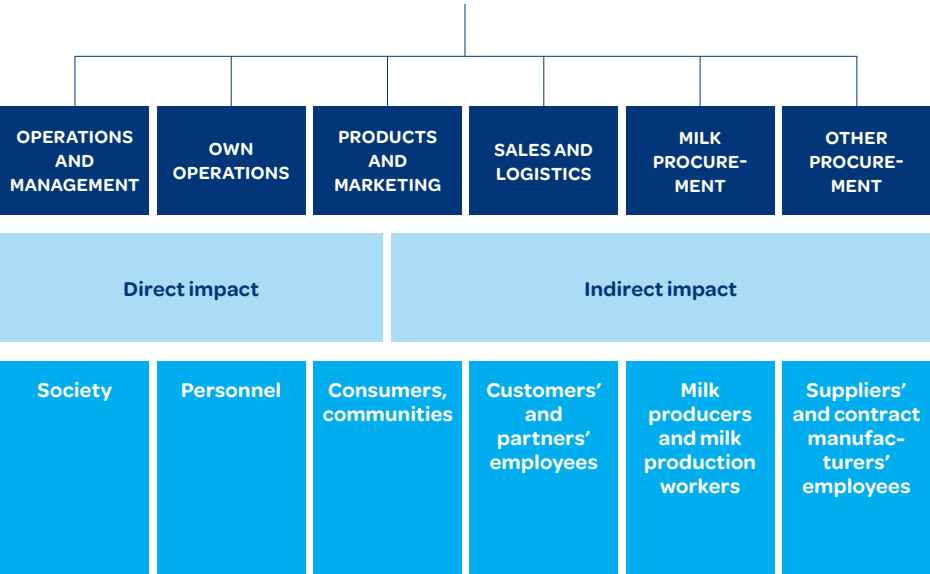 OPERATIONS
AND
MANAGEMENT
OWN
OPERATIONS
PRODUCTS
AND
MARKETING
SALES AND
LOGISTICS
MILK
PROCURE-
MENT
OTHER
PROCURE-
MENT
Direct impact
Indirect impact
Society
Personnel
Consumers,
communities
Customers’
and
partners’
employees
Milk
producers
and milk
production
workers
Suppliers’
and contract
manufac-
turers’
employees